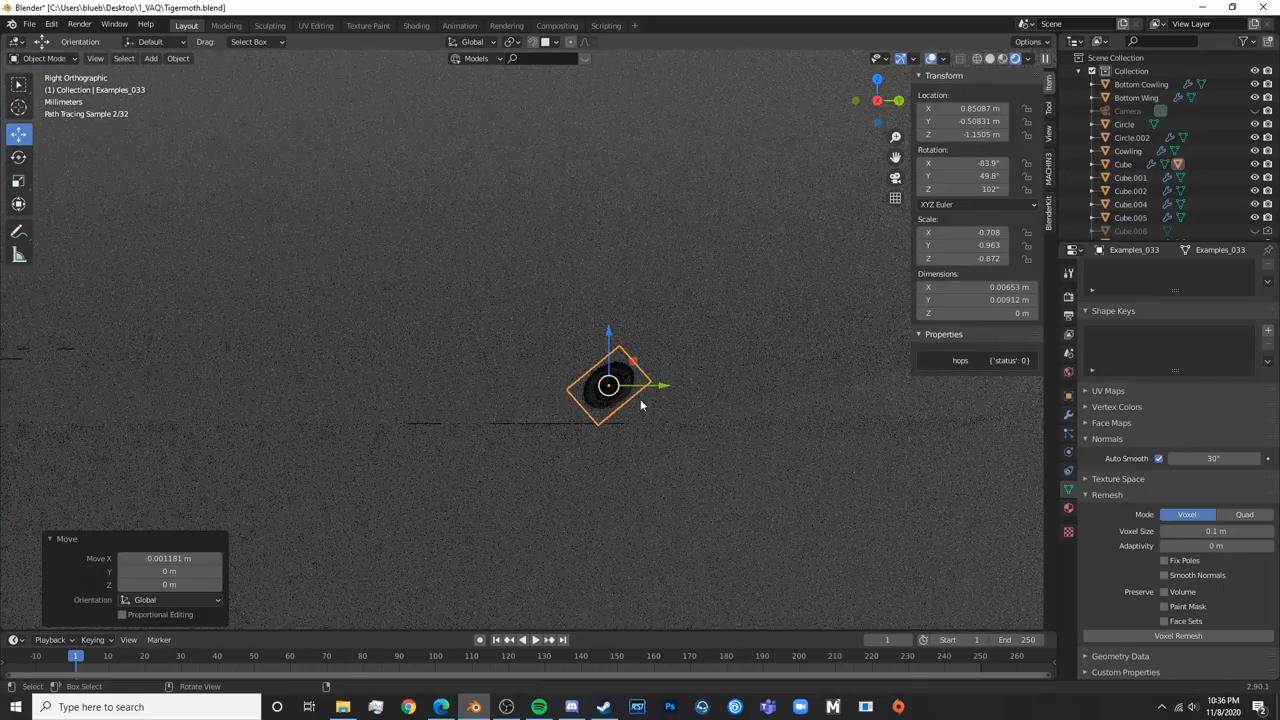 Blender* [C:\Users\blueb\Desktop\1_VAQ\Tigermoth.blend]
File Edit Render Window Help Layout Modeling Sculpting UV Editing Texture Paint Shading Animation Rendering Compositing Scripting + Scene View Layer
Orientation: Default Drag: Select Box Global Options
Object Mode View Select Add Object Models
Right Orthographic
(1) Collection | Examples_033
Millimeters
Path Tracing Sample 2/32
Transform
Location:
X 0.85087 m
Y -0.50831 m
Z -1.1505 m
Rotation:
X -83.9°
Y 49.8°
Z 102°
XYZ Euler
Scale:
X -0.708
Y -0.963
Z -0.872
Dimensions:
X 0.00653 m
Y 0.00912 m
Z 0 m
Properties
hops {'status': 0}
Item
Tool
View
MACHIN3
BlenderKit
Scene Collection
Collection
Bottom Cowling
Bottom Wing
Camera
Circle
Circle.002
Cowling
Cube
Cube.001
Cube.002
Cube.004
Cube.005
Cube.006
Examples_033 Examples_033
Shape Keys
UV Maps
Vertex Colors
Face Maps
Normals
Auto Smooth 30°
Texture Space
Remesh
Mode Voxel Quad
Voxel Size 0.1 m
Adaptivity 0 m
Fix Poles
Smooth Normals
Preserve Volume
Paint Mask
Face Sets
Voxel Remesh
Geometry Data
Custom Properties
Move
Move X 0.001181 m
Y 0 m
Z 0 m
Orientation Global
Proportional Editing
Playback Keying View Marker 1 Start 1 End 250
-10 1 10 20 30 40 50 60 70 80 90 100 110 120 130 140 150 160 170 180 190 200 210 220 230 240 250 260
Select Box Select Rotate View 2.90.1
Type here to search
10:36 PM
11/8/2020